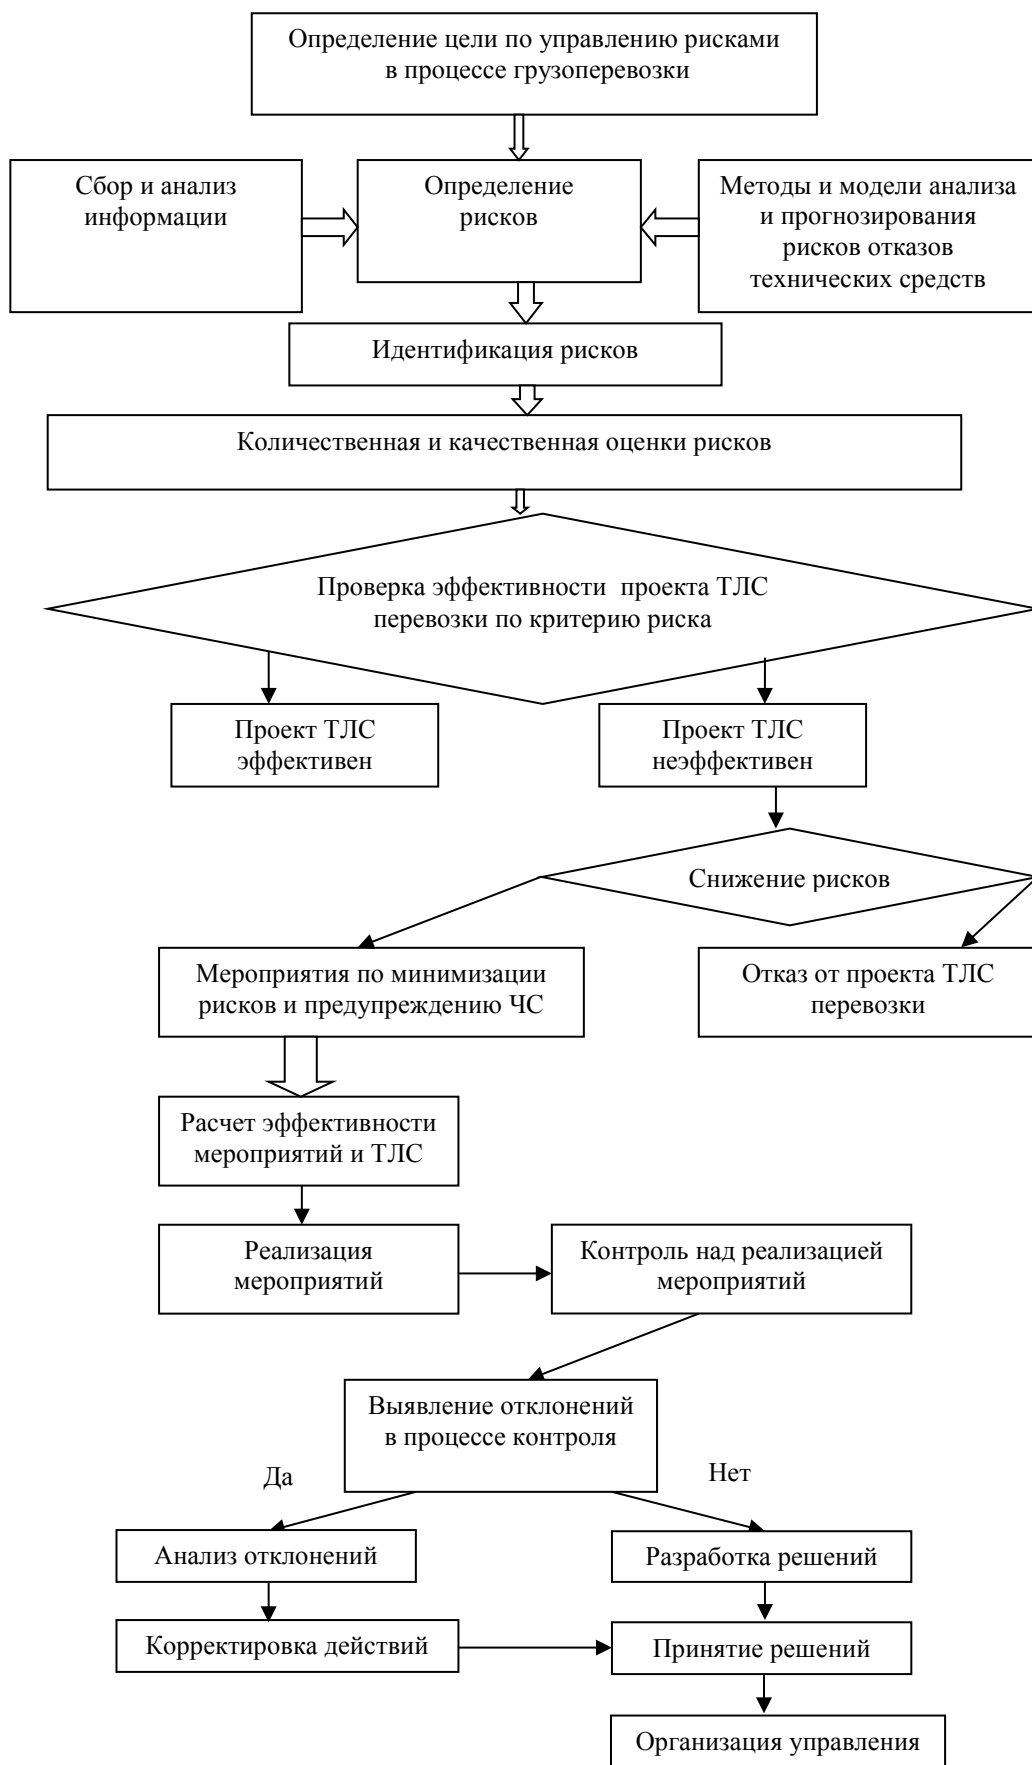 Определение цели по управлению рисками
в процессе грузоперевозки
Сбор и анализ
информации
Определение
рисков
Методы и модели анализа
и прогнозирования
рисков отказов
технических средств
Идентификация рисков
Количественная и качественная оценки рисков
Проверка эффективности проекта ТЛС
перевозки по критерию риска
Проект ТЛС
эффективен
Проект ТЛС
неэффективен
Снижение рисков
Мероприятия по минимизации
рисков и предупреждению ЧС
Отказ от проекта ТЛС
перевозки
Расчет эффективности
мероприятий и ТЛС
Реализация
мероприятий
Контроль над реализацией
мероприятий
Выявление отклонений
в процессе контроля
Да
Нет
Анализ отклонений
Разработка решений
Корректировка действий
Принятие решений
Организация управления